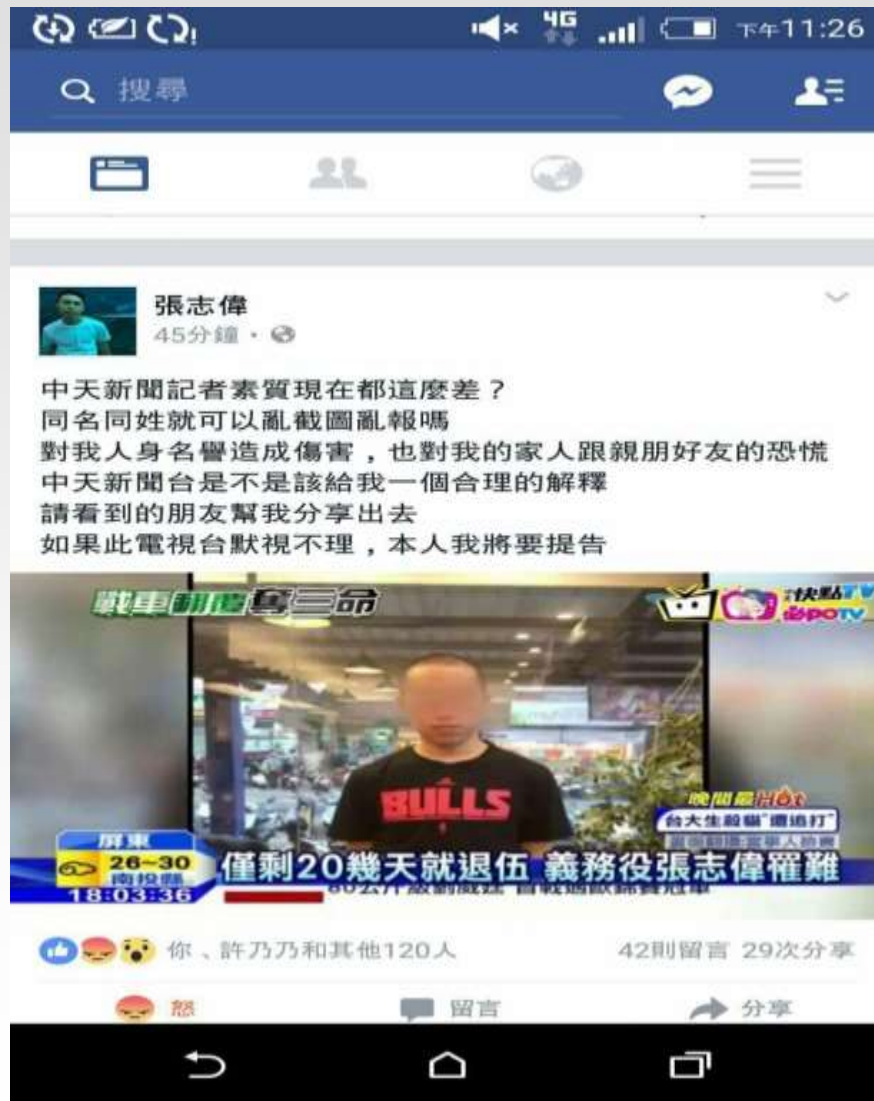 下午11:26
4G
搜尋
張志偉
45分鐘
中天新聞記者素質現在都這麼差?
同名同姓就可以亂截圖亂報嗎
對我人身名譽造成傷害,也對我的家人跟親朋好友的恐慌
中天新聞台是不是該給我一個合理的解釋
請看到的朋友幫我分享出去
如果此電視台默視不理,本人我將要提告
戰車翻覆奪三命
快點TV
必POTV
BULLS
晚間最HOt
台大生殺貓"遭追打"
屏東
26~30
南投縣
18:03:36
僅剩20幾天就退伍 義務役張志偉罹難
你、許乃乃和其他120人
42則留言 29次分享
怒
留言
分享